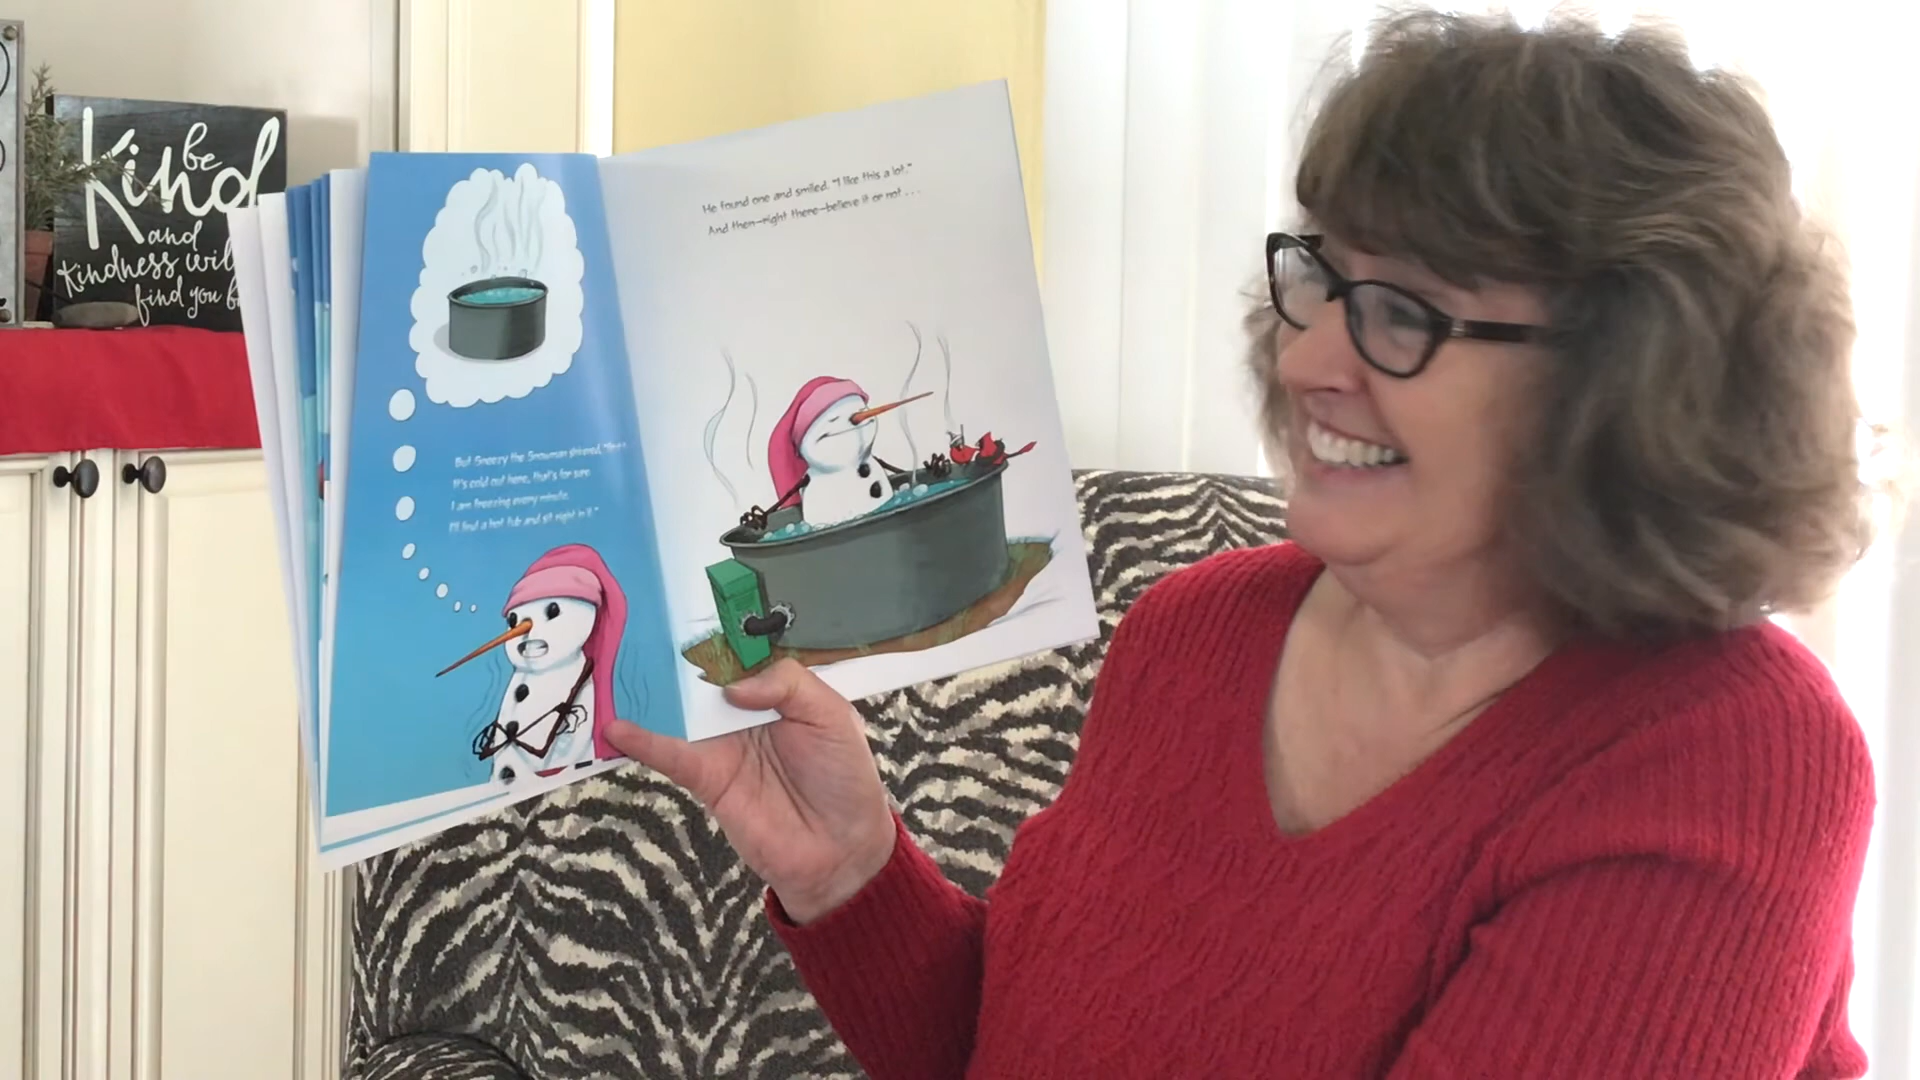 be
Kind
and
Kindness will
find you
But Sneezy the Snowman shivered,
It's cold out here, that's for sure.
I am freezing every minute.
I'll find a hot tub and sit right in it."
He found one and smiled. "I like this a lot."
And then—right there—believe it or not . . .